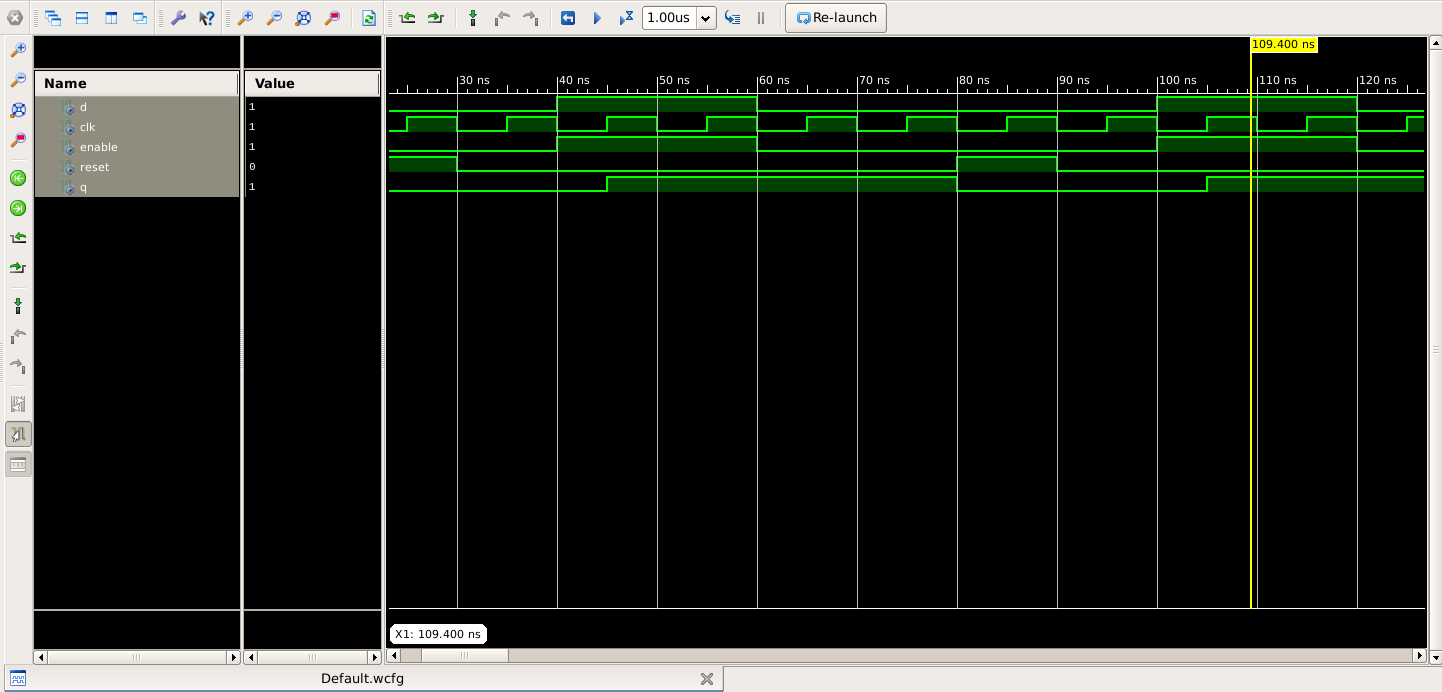 1.00us Re-launch
109.400 ns
Name Value
30 ns 40 ns 50 ns 60 ns 70 ns 80 ns 90 ns 100 ns 110 ns 120 ns
d 1
clk 1
enable 1
reset 0
q 1
X1: 109.400 ns
Default.wcfg